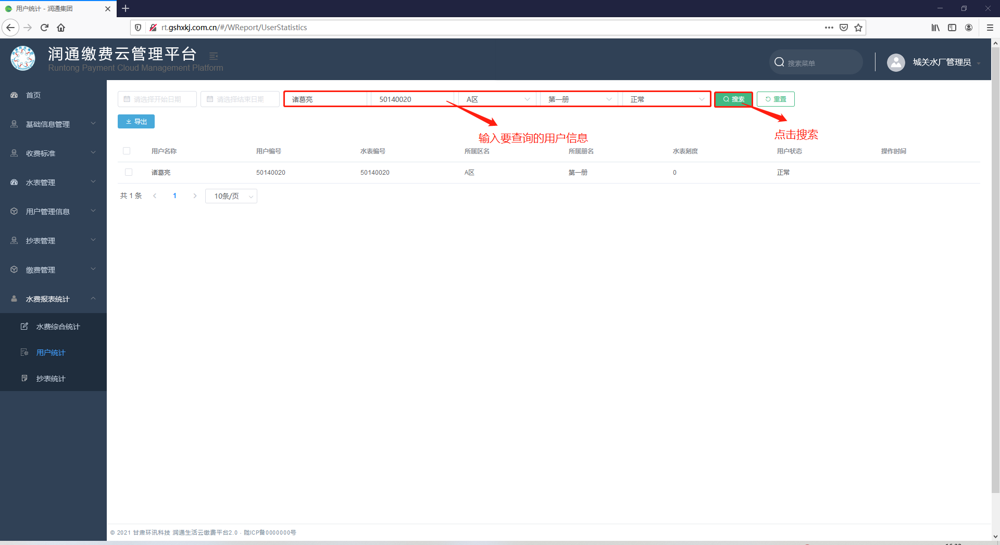 用户统计 - 润通集团
rt.gshxkj.com.cn/#/WReport/UserStatistics
润通缴费云管理平台
Runtong Payment Cloud Management Platform
搜索菜单
城关水厂管理员
首页
基础信息管理
收费标准
水表管理
用户管理信息
抄表管理
缴费管理
水费报表统计
水费综合统计
用户统计
抄表统计
请选择开始日期 请选择结束日期 诸葛亮 50140020 A区 第一册 正常 搜索 重置
导出
输入要查询的用户信息
点击搜索
用户名称 用户编号 水表编号 所属区名 所属册名 水表刻度 用户状态 操作时间
诸葛亮 50140020 50140020 A区 第一册 0 正常
共 1 条 1 10条/页
© 2021 甘肃环讯科技 润通生活云缴费平台2.0 · 陇ICP备0000000号